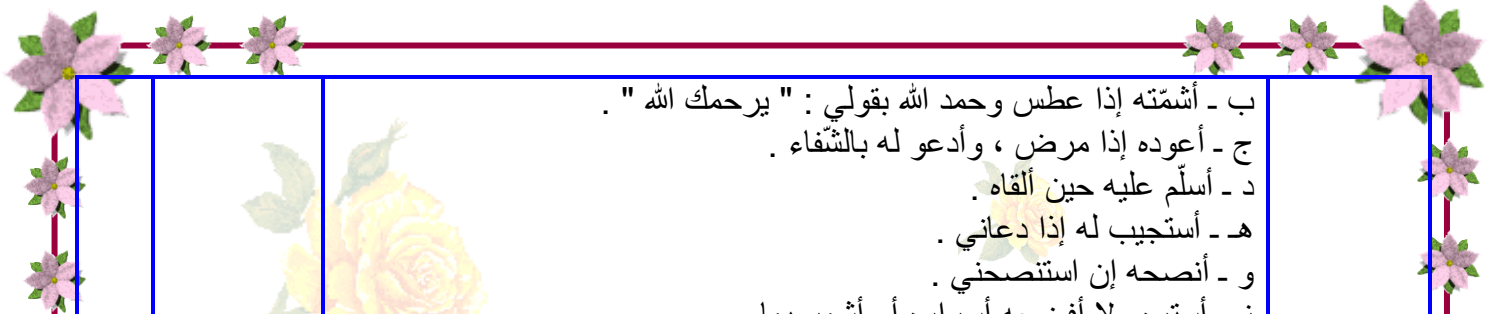 ب ـ أشمّته إذا عطس وحمد الله بقولي : " يرحمك الله " .
ج ـ أعوده إذا مرض ، وأدعو له بالشّفاء .
د ـ أسلّم عليه حين ألقاه .
هـ ـ أستجيب له إذا دعاني .
و ـ أنصحه إن استنصحني .